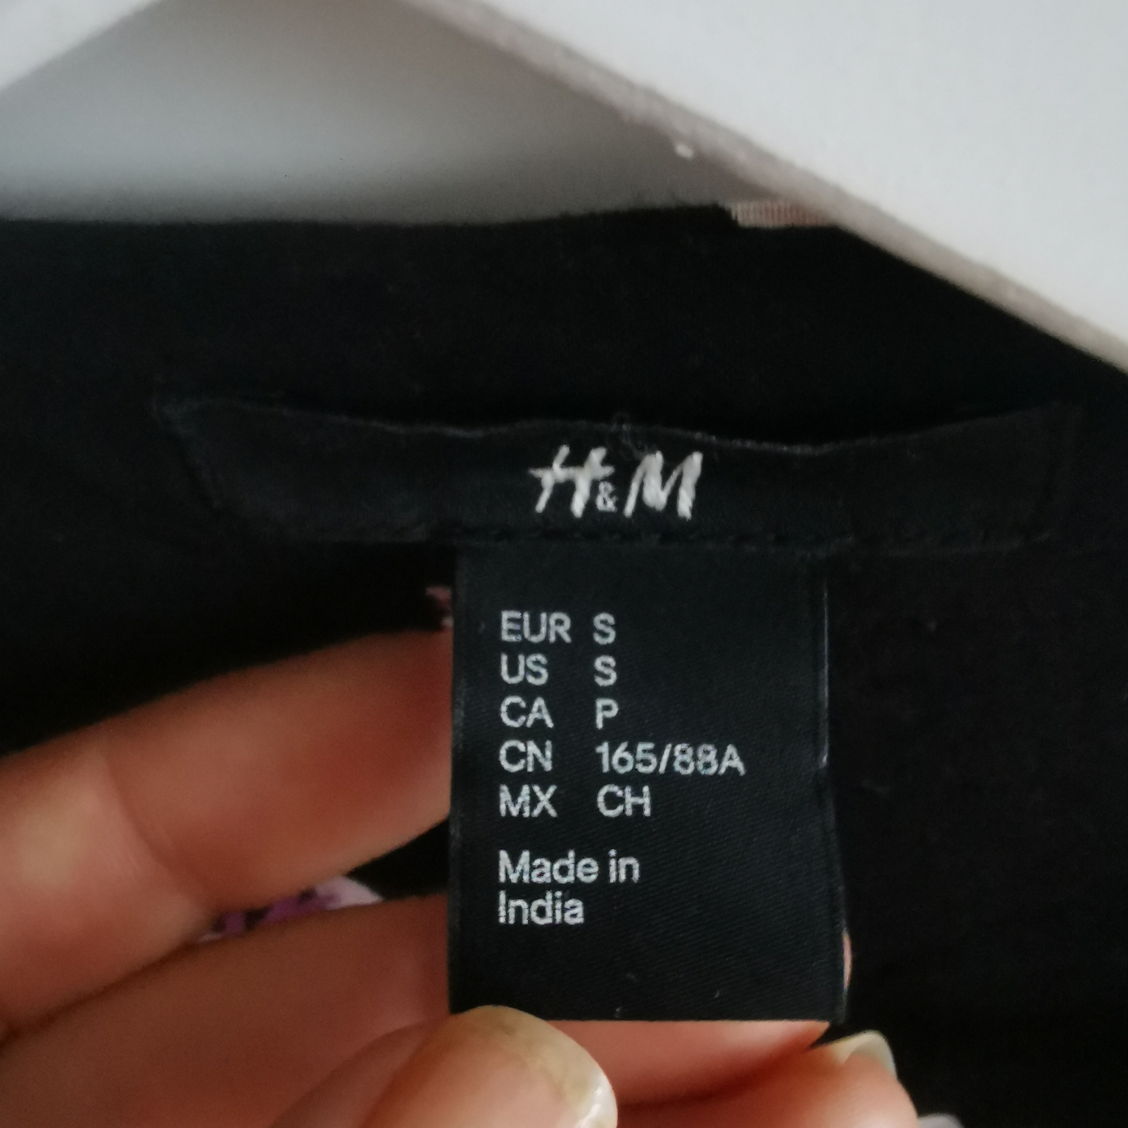 H&M
EUR S
US S
CA P
CN 165/88A
MX CH
Made in
India